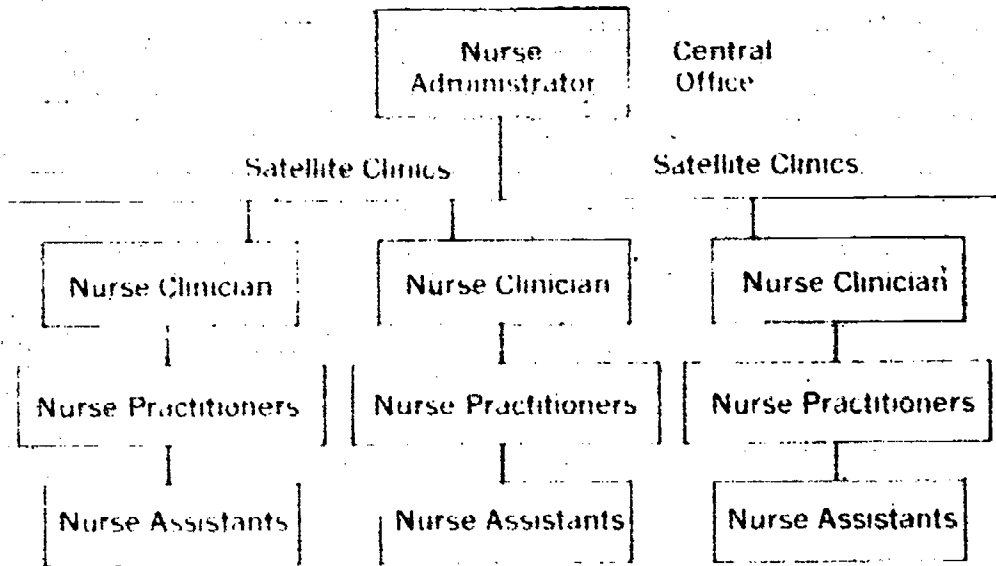 Nurse
Administrator
Central
Office
Satellite Clinics
Satellite Clinics
Nurse Clinician
Nurse Clinician
Nurse Clinician
Nurse Practitioners
Nurse Practitioners
Nurse Practitioners
Nurse Assistants
Nurse Assistants
Nurse Assistants